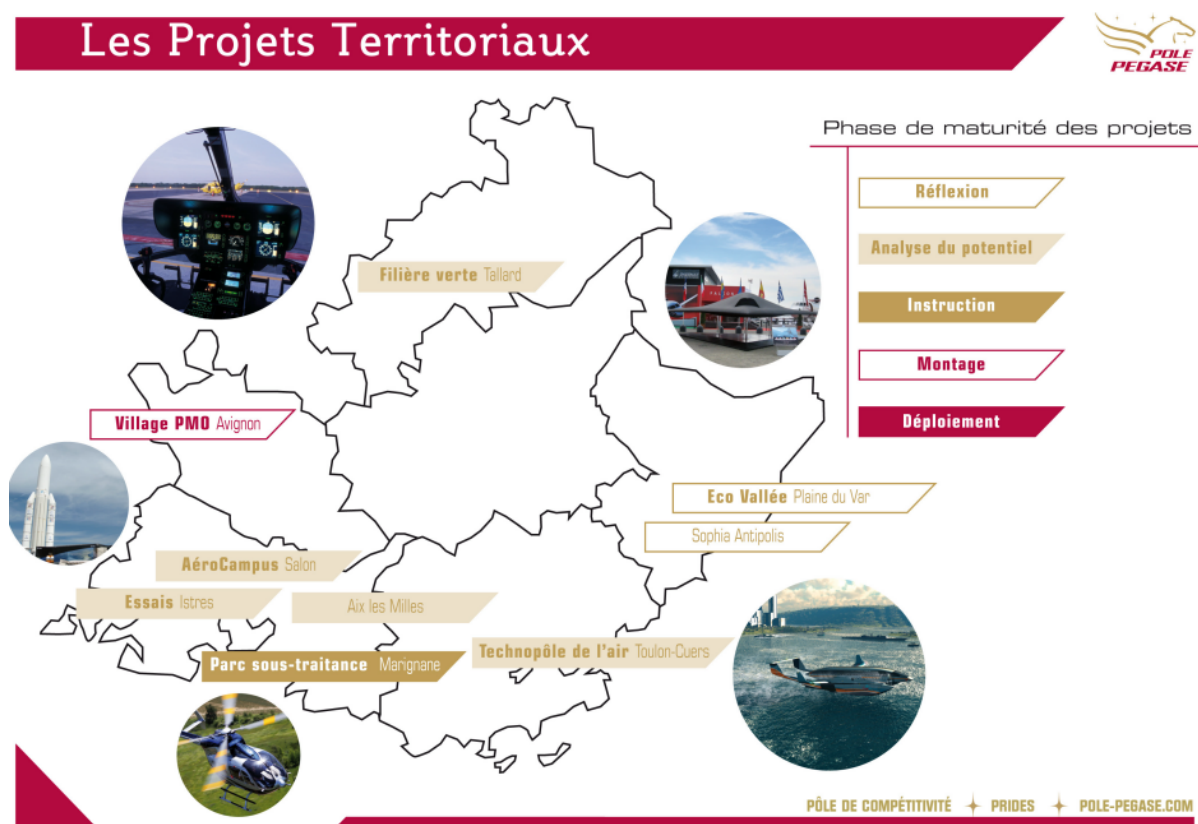 Les Projets Territoriaux
POLE
PEGASE
Phase de maturité des projets
Réflexion
Analyse du potentiel
Instruction
Montage
Déploiement
Filière verte Tallard
Village PMO Avignon
Eco Vallée Plaine du Var
Sophia Antipolis
AéroCampus Salon
Essais Istres
Aix les Milles
Technopôle de l'air Toulon-Cuers
Parc sous-traitance Marignane
PÔLE DE COMPÉTITIVITÉ PRIDES POLE-PEGASE.COM